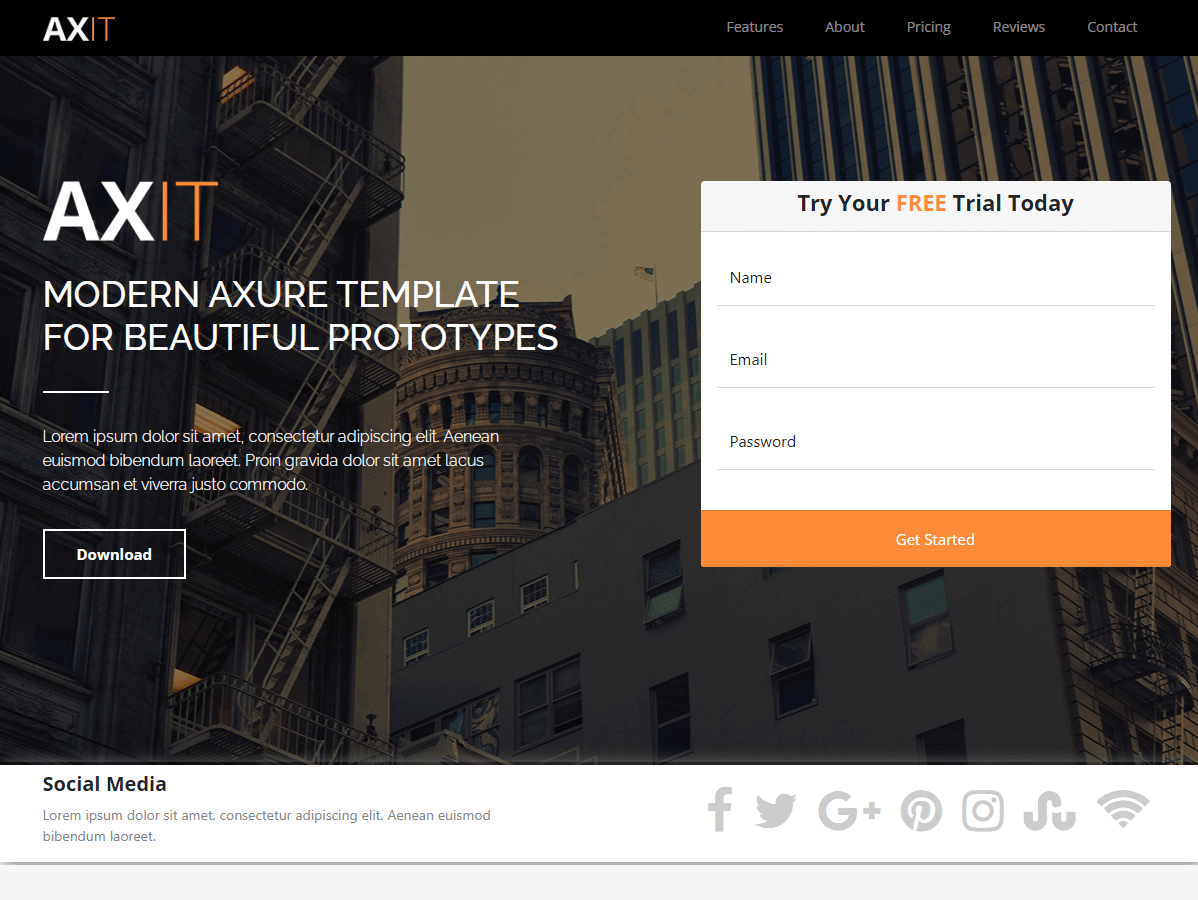 AXIT
Features
About
Pricing
Reviews
Contact
AXIT
MODERN AXURE TEMPLATE
FOR BEAUTIFUL PROTOTYPES
Lorem ipsum dolor sit amet, consectetur adipiscing elit. Aenean
euismod bibendum laoreet. Proin gravida dolor sit amet lacus
accumsan et viverra justo commodo.
Download
Try Your FREE Trial Today
Name
Email
Password
Get Started
Social Media
Lorem ipsum dolor sit amet, consectetur adipiscing elit. Aenean euismod
bibendum laoreet.